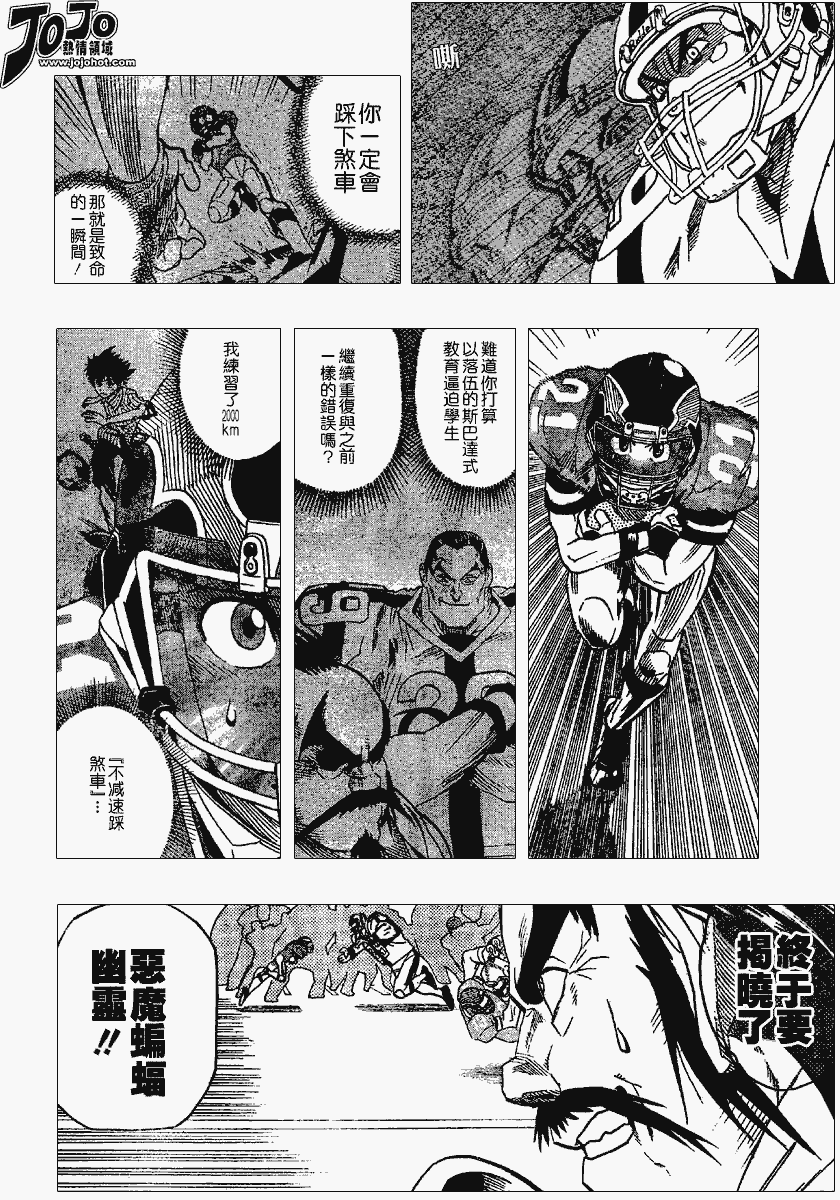 JOJO
熱情領域
www.jojohot.com
嘶
你一定會
踩下煞車
那就是致命
的一瞬間！
21
難道你打算
以落伍的斯巴達式
教育逼迫學生
繼續重復與之前
一樣的錯誤嗎？
我練習了
2000
km
『不減速踩
煞車』…
終于要
揭曉了
惡魔蝙蝠
幽靈！！